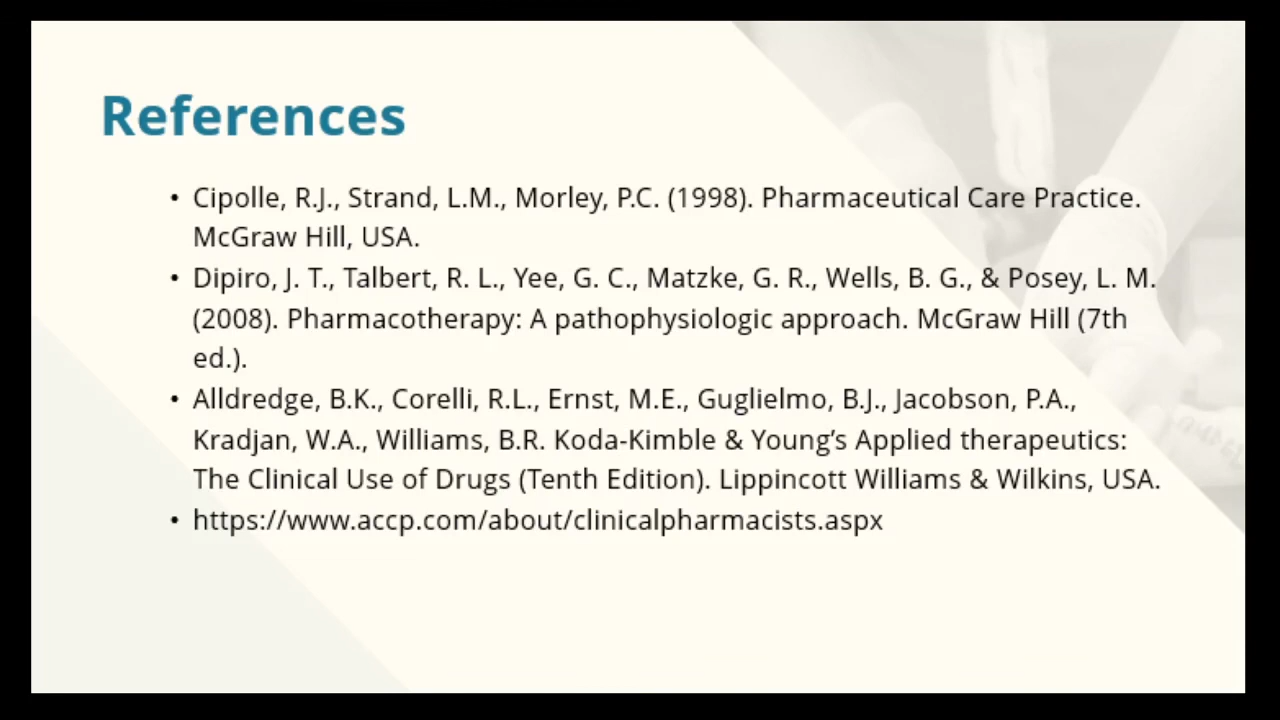 References
• Cipolle, R.J., Strand, L.M., Morley, P.C. (1998). Pharmaceutical Care Practice.
McGraw Hill, USA.
• Dipiro, J. T., Talbert, R. L., Yee, G. C., Matzke, G. R., Wells, B. G., & Posey, L. M.
(2008). Pharmacotherapy: A pathophysiologic approach. McGraw Hill (7th
ed.).
• Alldredge, B.K., Corelli, R.L., Ernst, M.E., Guglielmo, B.J., Jacobson, P.A.,
Kradjan, W.A., Williams, B.R. Koda-Kimble & Young’s Applied therapeutics:
The Clinical Use of Drugs (Tenth Edition). Lippincott Williams & Wilkins, USA.
• https://www.accp.com/about/clinicalpharmacists.aspx